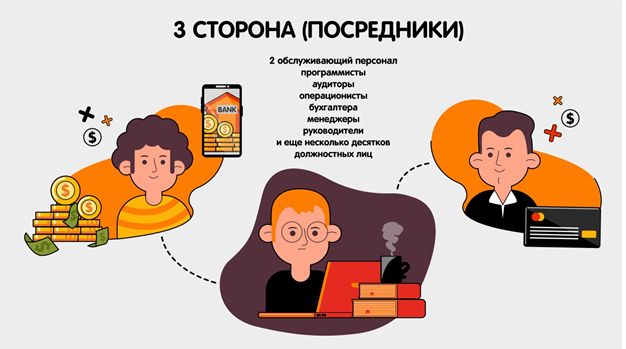 3 СТОРОНА (ПОСРЕДНИКИ)
2 обслуживающий персонал
программисты
аудиторы
операционисты
бухгалтера
менеджеры
руководители
и еще несколько десятков
должностных лиц
BANK
$
$
$
$
$
$
$